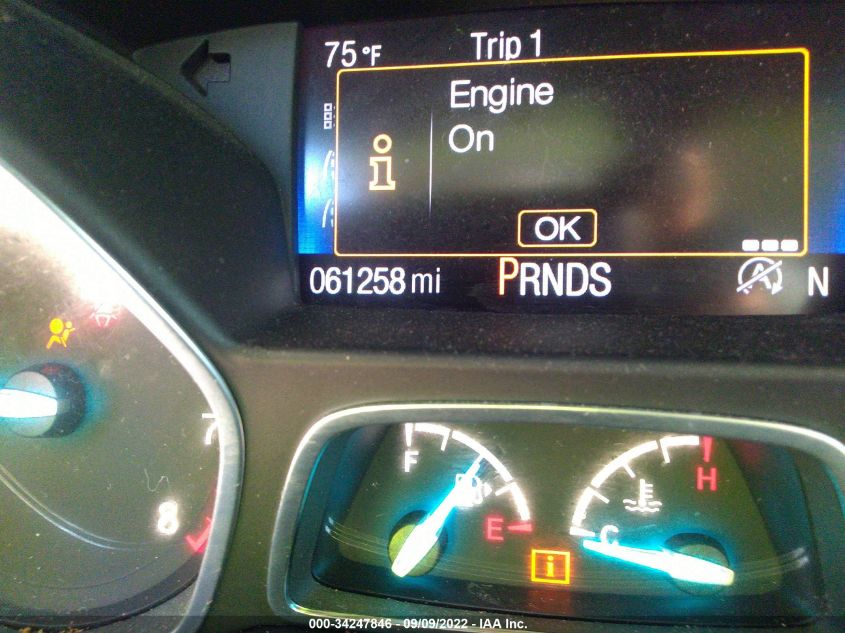 75 °F Trip 1
Engine
On
OK
061258 mi PRNDS A N
7
8
F E
C H
000-34247846 - 09/09/2022 - IAA Inc.